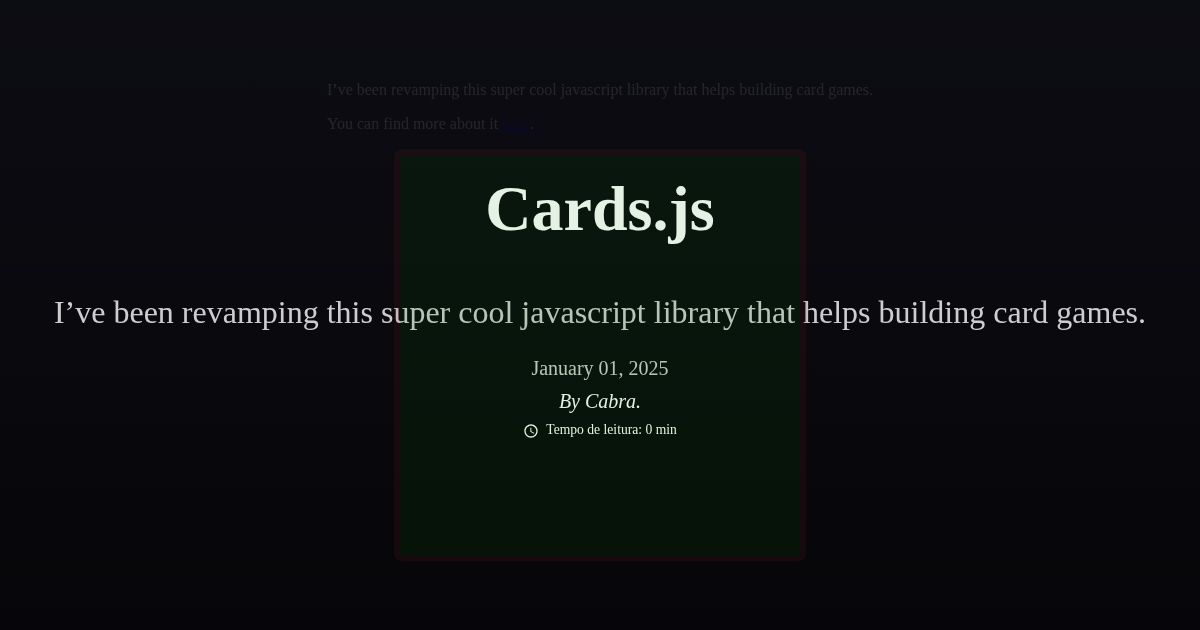 I’ve been revamping this super cool javascript library that helps building card games.
You can find more about it .
Cards.js
I’ve been revamping this super cool javascript library that helps building card games.
January 01, 2025
By Cabra.
Tempo de leitura: 0 min